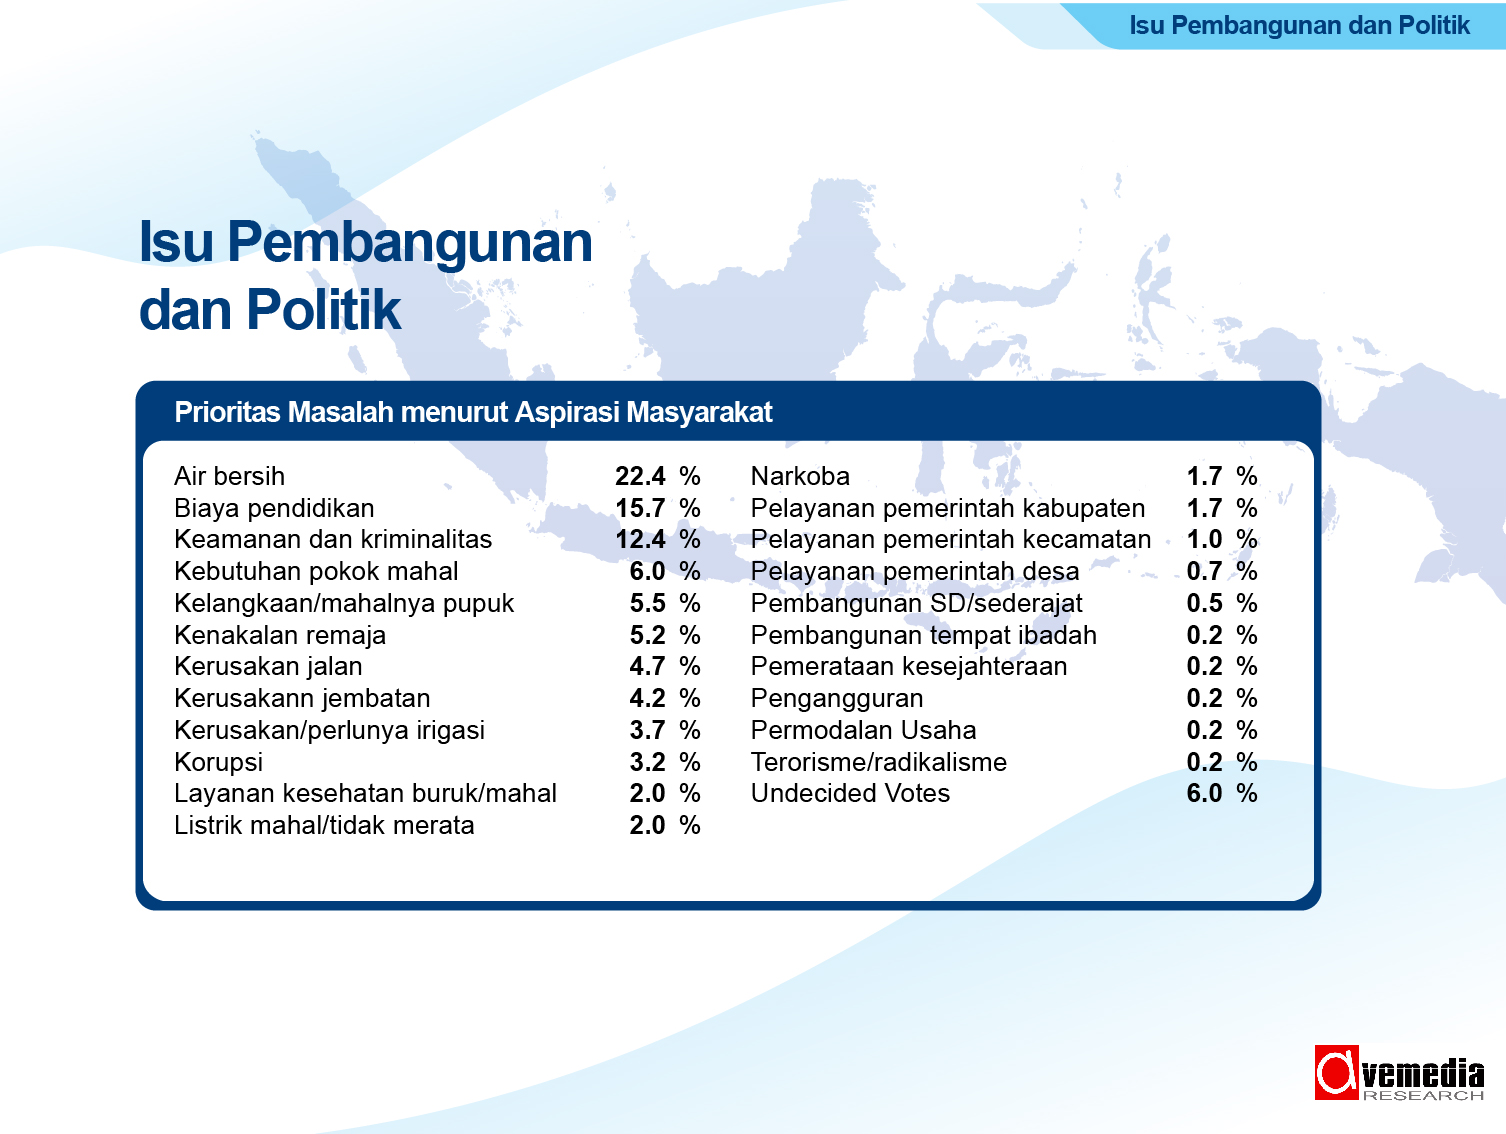 Isu Pembangunan dan Politik
Isu Pembangunan
dan Politik
Prioritas Masalah menurut Aspirasi Masyarakat
Air bersih 22.4 %
Biaya pendidikan 15.7 %
Keamanan dan kriminalitas 12.4 %
Kebutuhan pokok mahal 6.0 %
Kelangkaan/mahalnya pupuk 5.5 %
Kenakalan remaja 5.2 %
Kerusakan jalan 4.7 %
Kerusakann jembatan 4.2 %
Kerusakan/perlunya irigasi 3.7 %
Korupsi 3.2 %
Layanan kesehatan buruk/mahal 2.0 %
Listrik mahal/tidak merata 2.0 %
Narkoba 1.7 %
Pelayanan pemerintah kabupaten 1.7 %
Pelayanan pemerintah kecamatan 1.0 %
Pelayanan pemerintah desa 0.7 %
Pembangunan SD/sederajat 0.5 %
Pembangunan tempat ibadah 0.2 %
Pemerataan kesejahteraan 0.2 %
Pengangguran 0.2 %
Permodalan Usaha 0.2 %
Terorisme/radikalisme 0.2 %
Undecided Votes 6.0 %
avemedia
RESEARCH